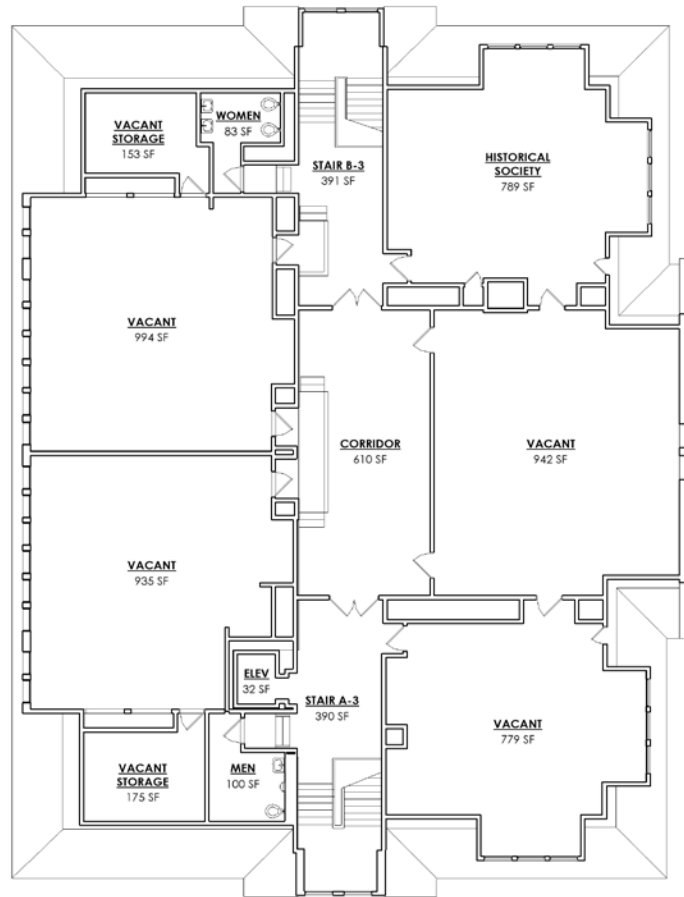 VACANT
STORAGE
153 SF
WOMEN
83 SF
STAIR B-3
391 SF
HISTORICAL
SOCIETY
789 SF
VACANT
994 SF
CORRIDOR
610 SF
VACANT
942 SF
VACANT
935 SF
ELEV
32 SF
STAIR A-3
390 SF
VACANT
779 SF
VACANT
STORAGE
175 SF
MEN
100 SF